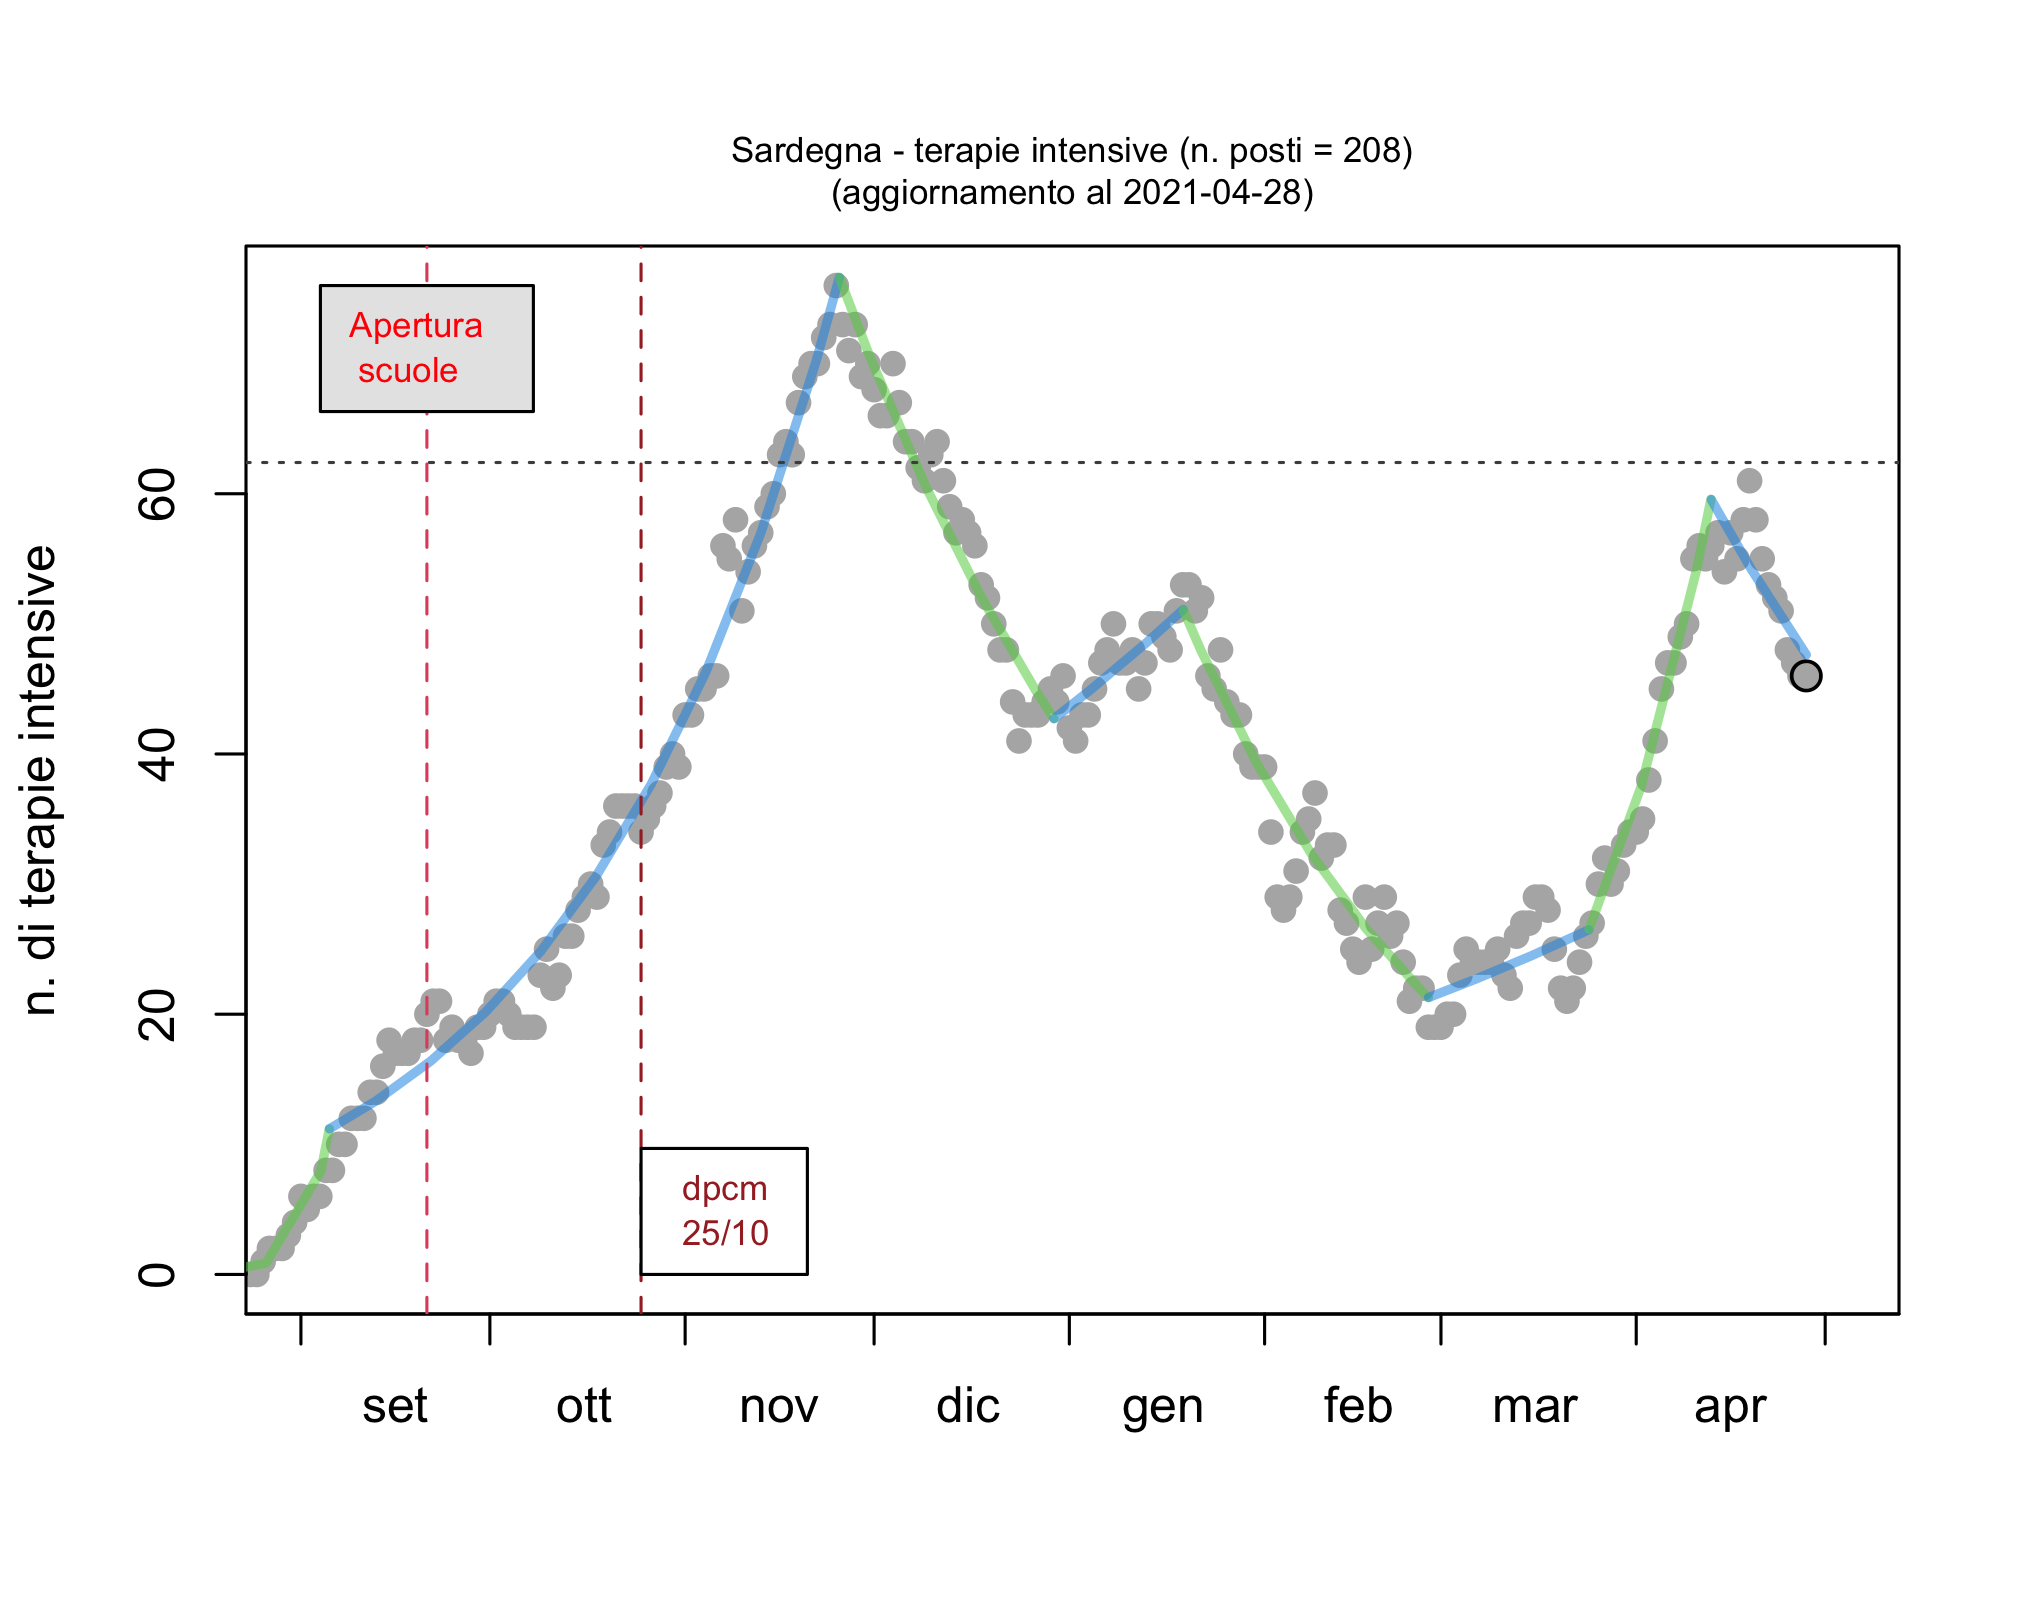 Sardegna - terapie intensive (n. posti = 208)
(aggiornamento al 2021-04-28)
Apertura
scuole
dpcm
25/10
n. di terapie intensive
60
40
20
0
set ott nov dic gen feb mar apr